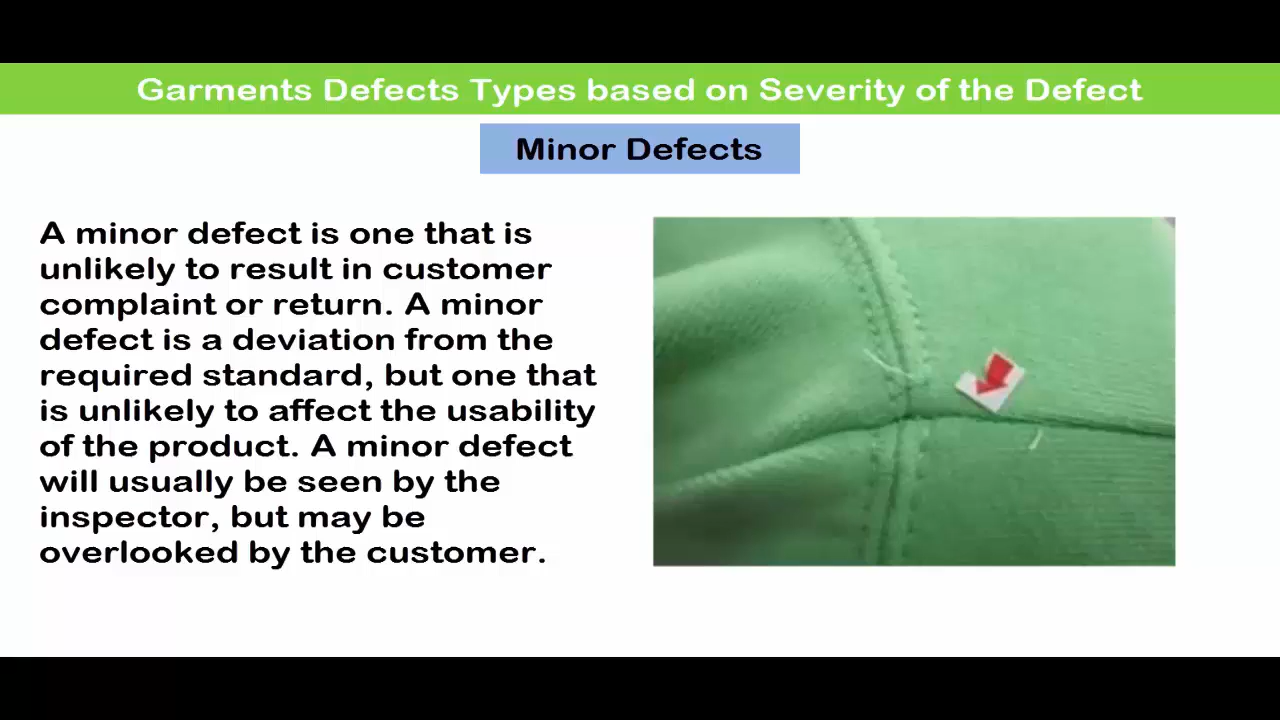 Garments Defects Types based on Severity of the Defect
Minor Defects
A minor defect is one that is
unlikely to result in customer
complaint or return. A minor
defect is a deviation from the
required standard, but one that
is unlikely to affect the usability
of the product. A minor defect
will usually be seen by the
inspector, but may be
overlooked by the customer.